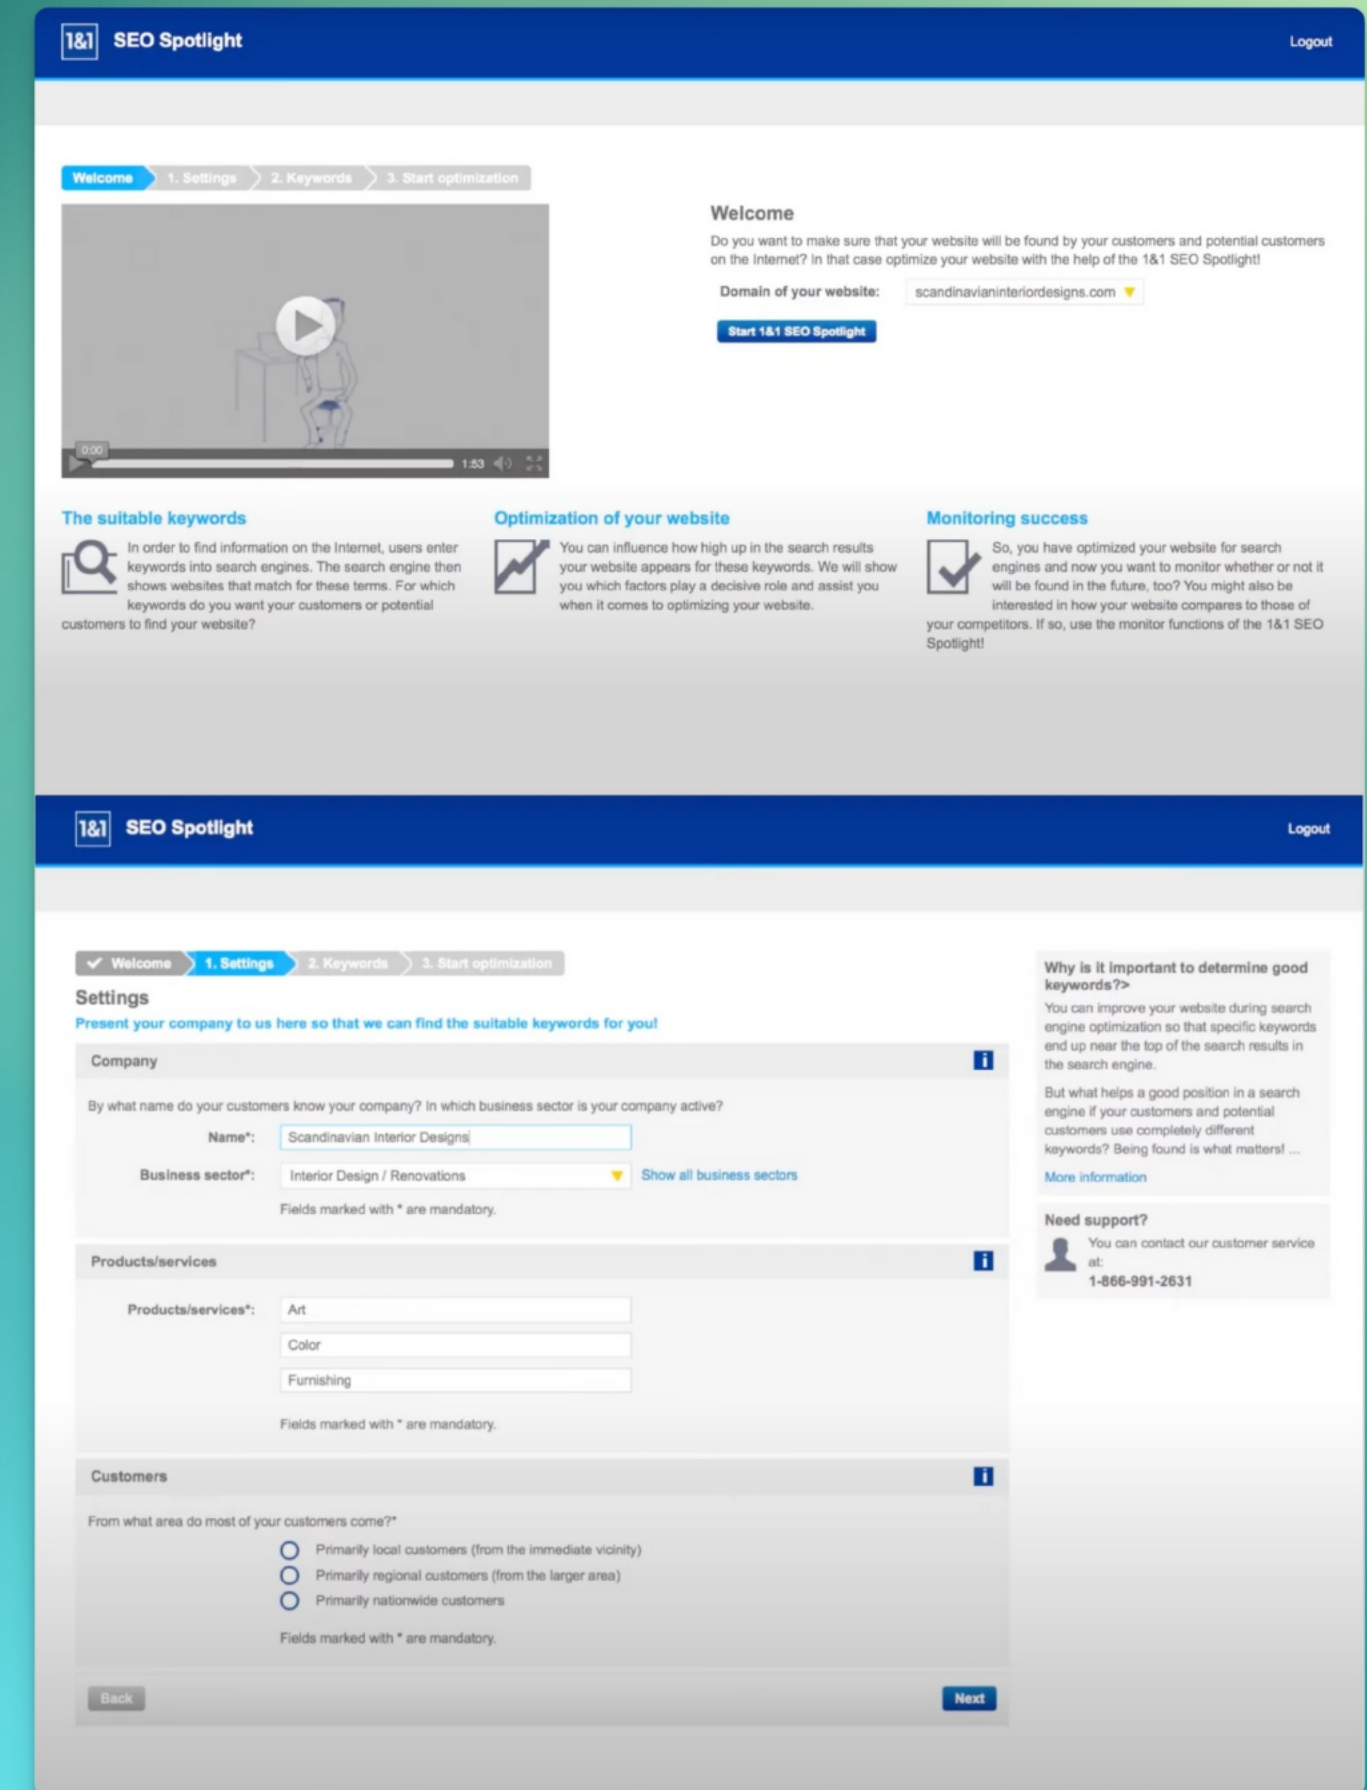 1&1 SEO Spotlight
Logout
Welcome
1. Settings
2. Keywords
3. Start optimization
0:00
1:53
Welcome
Do you want to make sure that your website will be found by your customers and potential customers
on the Internet? In that case optimize your website with the help of the 1&1 SEO Spotlight!
Domain of your website: scandinavianinteriordesigns.com
Start 1&1 SEO Spotlight
The suitable keywords
In order to find information on the Internet, users enter
keywords into search engines. The search engine then
shows websites that match for these terms. For which
keywords do you want your customers or potential
customers to find your website?
Optimization of your website
You can influence how high up in the search results
your website appears for these keywords. We will show
you which factors play a decisive role and assist you
when it comes to optimizing your website.
Monitoring success
So, you have optimized your website for search
engines and now you want to monitor whether or not it
will be found in the future, too? You might also be
interested in how your website compares to those of
your competitors. If so, use the monitor functions of the 1&1 SEO
Spotlight!
1&1 SEO Spotlight
Logout
Welcome
1. Settings
2. Keywords
3. Start optimization
Settings
Present your company to us here so that we can find the suitable keywords for you!
Company
i
By what name do your customers know your company? In which business sector is your company active?
Name*: Scandinavian Interior Designs
Business sector*: Interior Design / Renovations Show all business sectors
Fields marked with * are mandatory.
Products/services
i
Products/services*: Art
Color
Furnishing
Fields marked with * are mandatory.
Customers
i
From what area do most of your customers come?*
Primarily local customers (from the immediate vicinity)
Primarily regional customers (from the larger area)
Primarily nationwide customers
Fields marked with * are mandatory.
Back
Next
Why is it important to determine good
keywords?>
You can improve your website during search
engine optimization so that specific keywords
end up near the top of the search results in
the search engine.
But what helps a good position in a search
engine if your customers and potential
customers use completely different
keywords? Being found is what matters! ...
More information
Need support?
You can contact our customer service
at:
1-866-991-2631